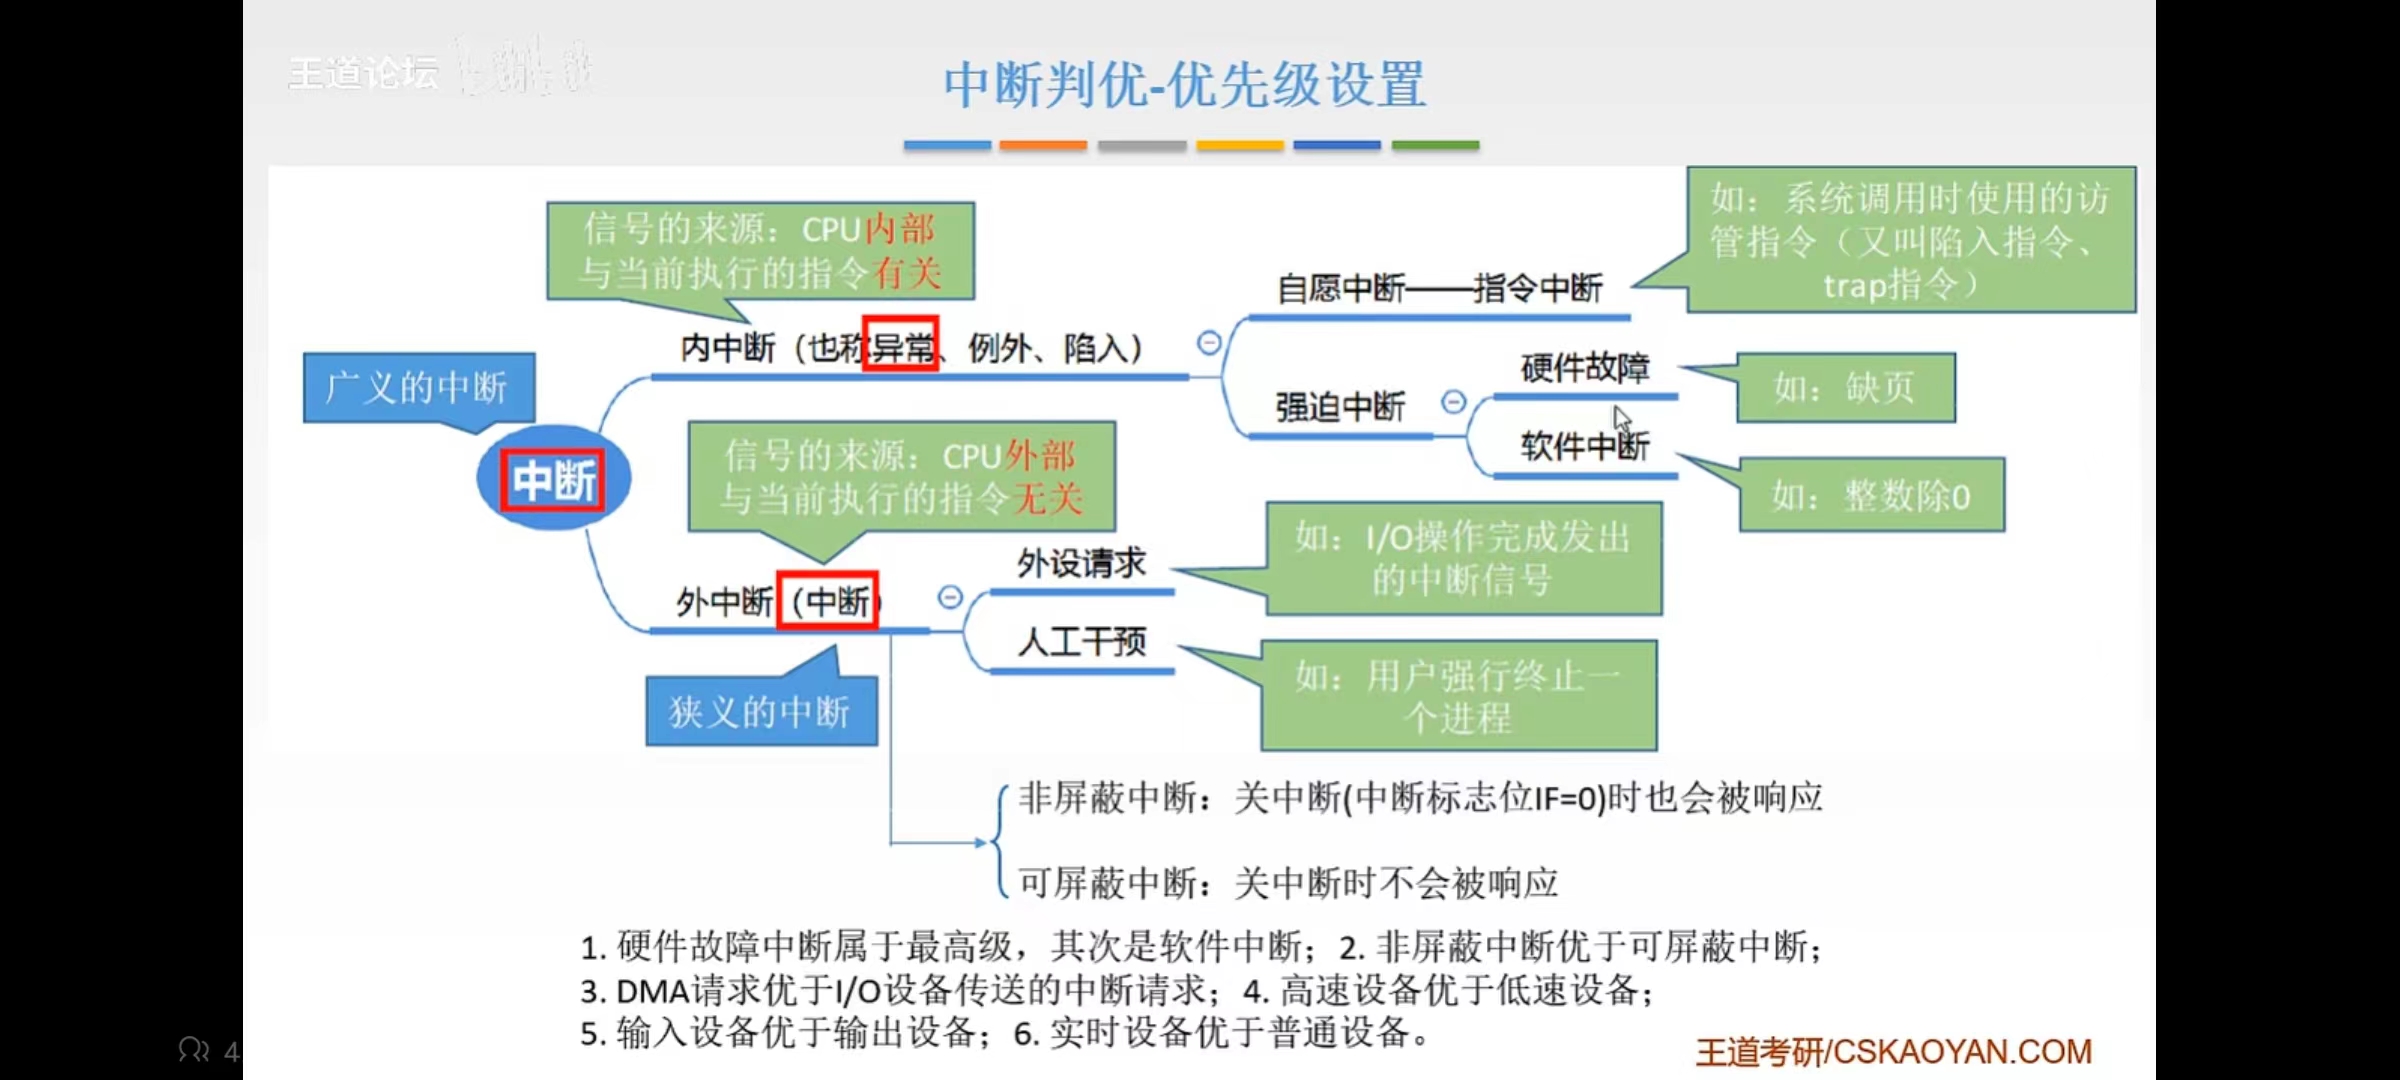 王道论坛
中断判优-优先级设置
信号的来源：CPU内部
与当前执行的指令有关
如：系统调用时使用的访
管指令（又叫陷入指令、
trap指令）
自愿中断——指令中断
内中断（也称异常、例外、陷入）
硬件故障
如：缺页
广义的中断
强迫中断
软件中断
如：整数除0
中断
信号的来源：CPU外部
与当前执行的指令无关
外设请求
如：I/O操作完成发出
的中断信号
外中断（中断）
人工干预
如：用户强行终止一
个进程
狭义的中断
非屏蔽中断：关中断(中断标志位IF=0)时也会被响应
可屏蔽中断：关中断时不会被响应
1. 硬件故障中断属于最高级，其次是软件中断；2. 非屏蔽中断优于可屏蔽中断；
3. DMA请求优于I/O设备传送的中断请求；4. 高速设备优于低速设备；
5. 输入设备优于输出设备；6. 实时设备优于普通设备。
4
王道考研/CSKAOYAN.COM